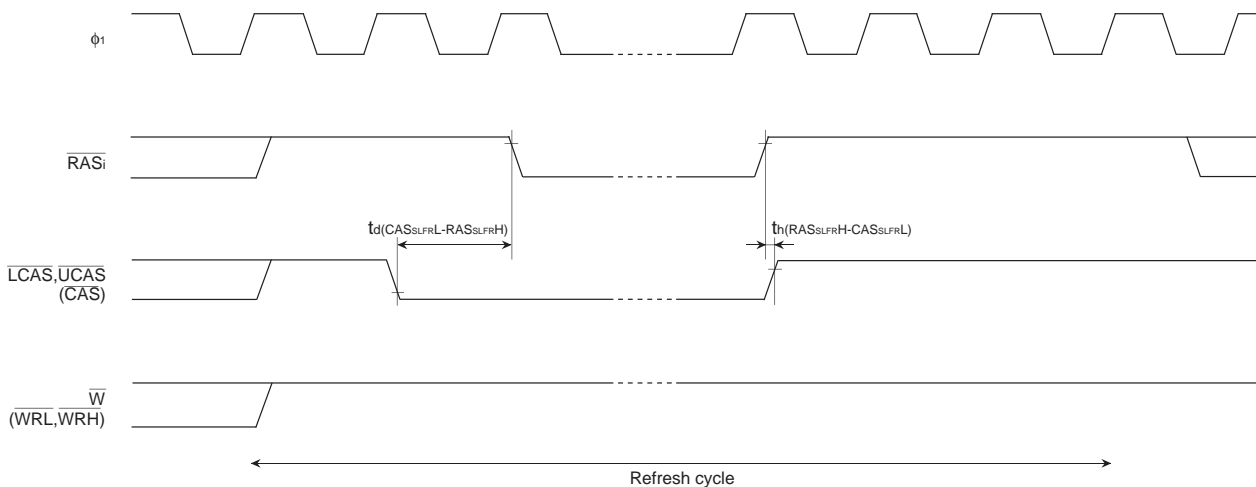 ϕ1
RASi
td(CASSLFRL-RASSLFRH)
th(RASSLFRH-CASSLFRL)
LCAS,UCAS
(CAS)
W
(WRL,WRH)
Refresh cycle